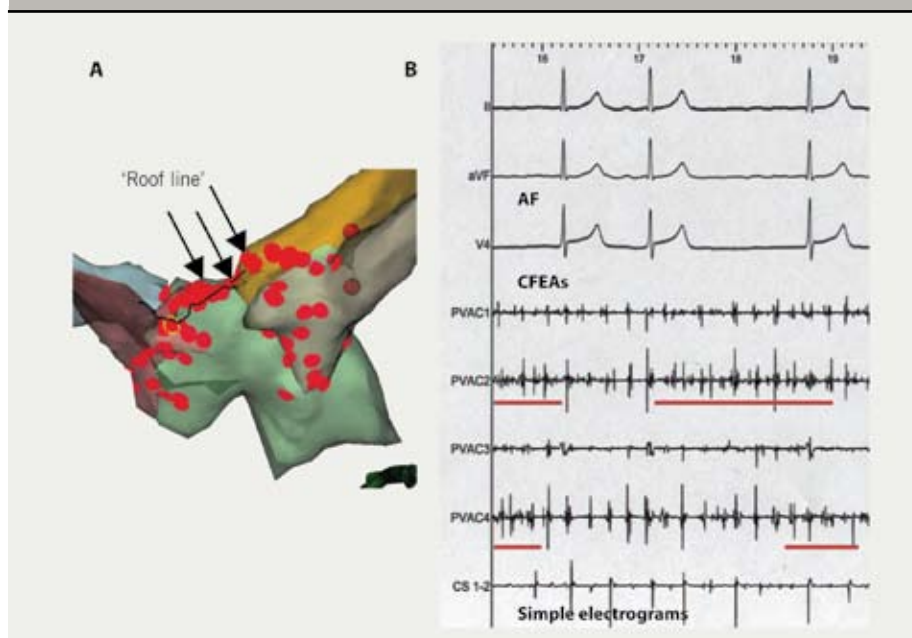 A
B
'Roof line'
15 17 18 19
II
aVF
AF
V4
CFEAs
PVAC1
PVAC2
PVAC3
PVAC4
CS 1-2
Simple electrograms